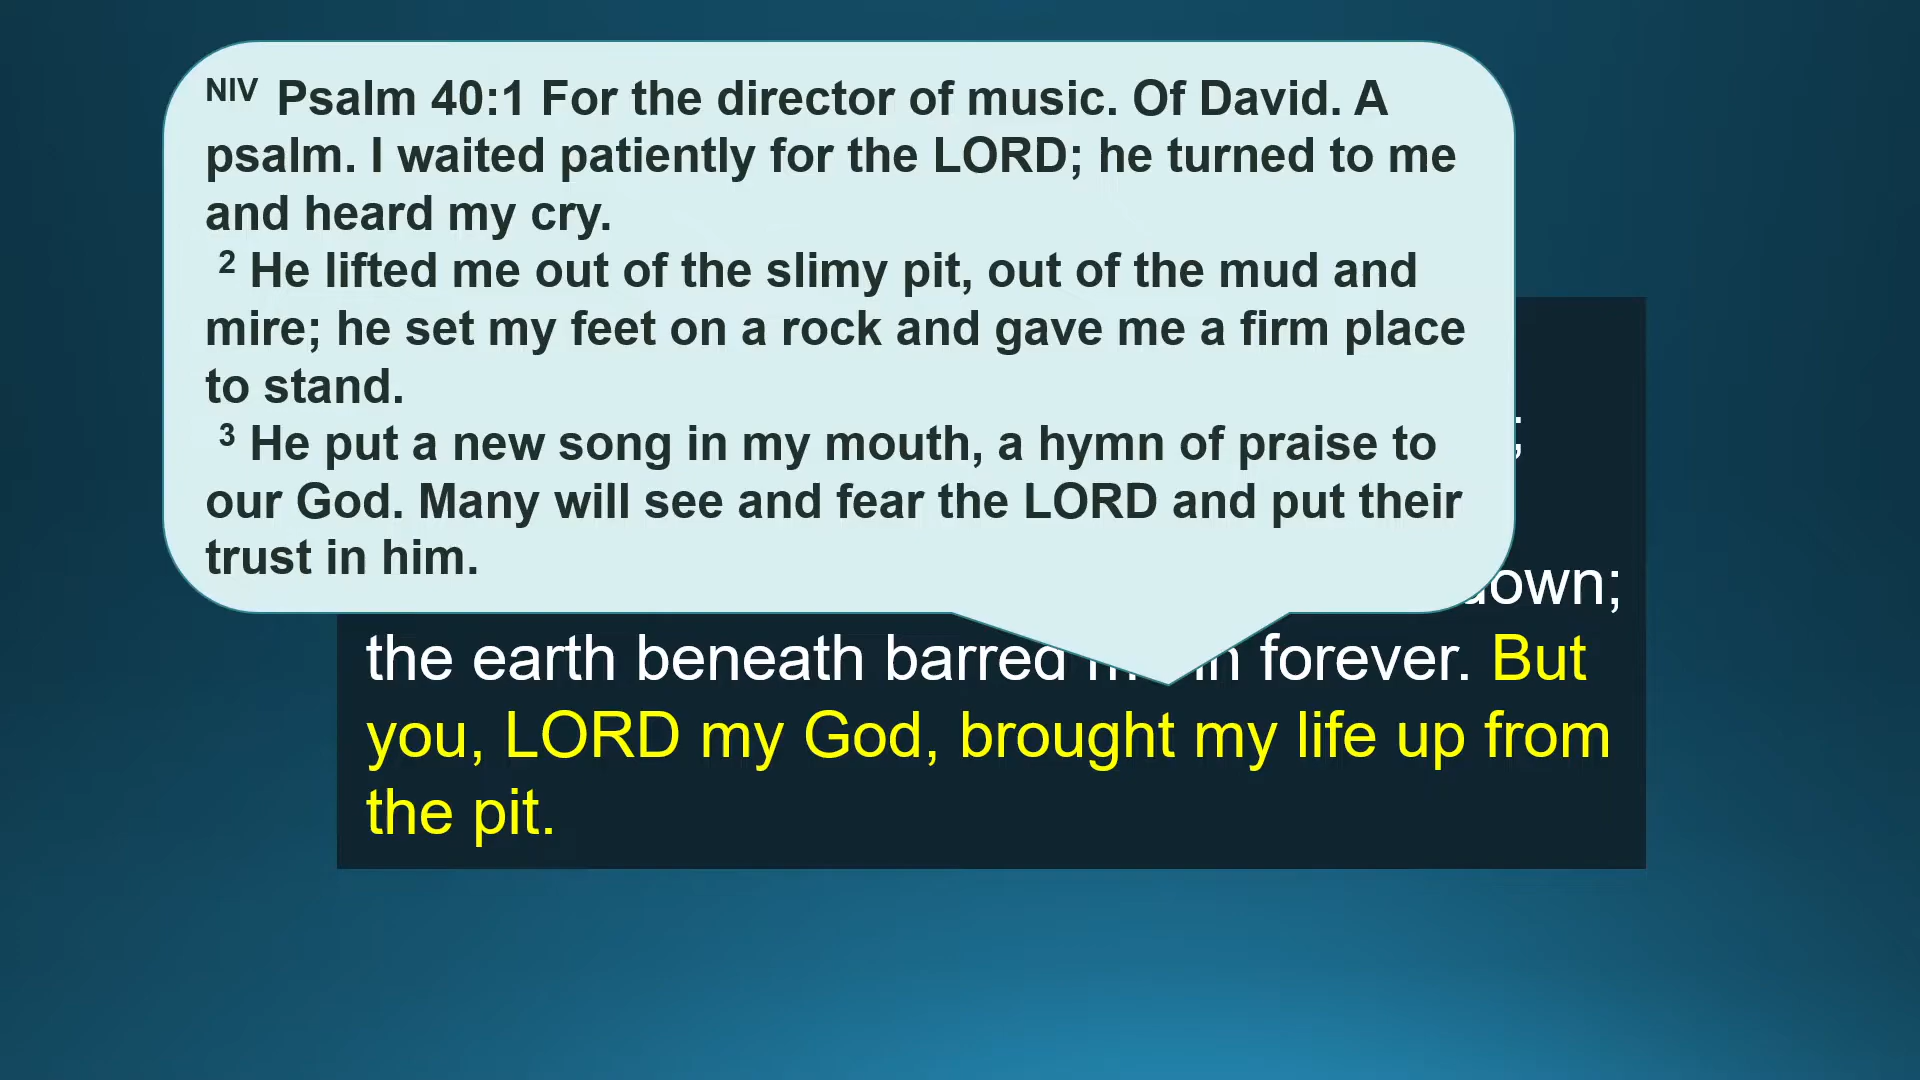 NIV Psalm 40:1 For the director of music. Of David. A
psalm. I waited patiently for the LORD; he turned to me
and heard my cry.
2 He lifted me out of the slimy pit, out of the mud and
mire; he set my feet on a rock and gave me a firm place
to stand.
3 He put a new song in my mouth, a hymn of praise to
our God. Many will see and fear the LORD and put their
trust in him.
;
the earth beneath barred in forever. But
you, LORD my God, brought my life up from
the pit.